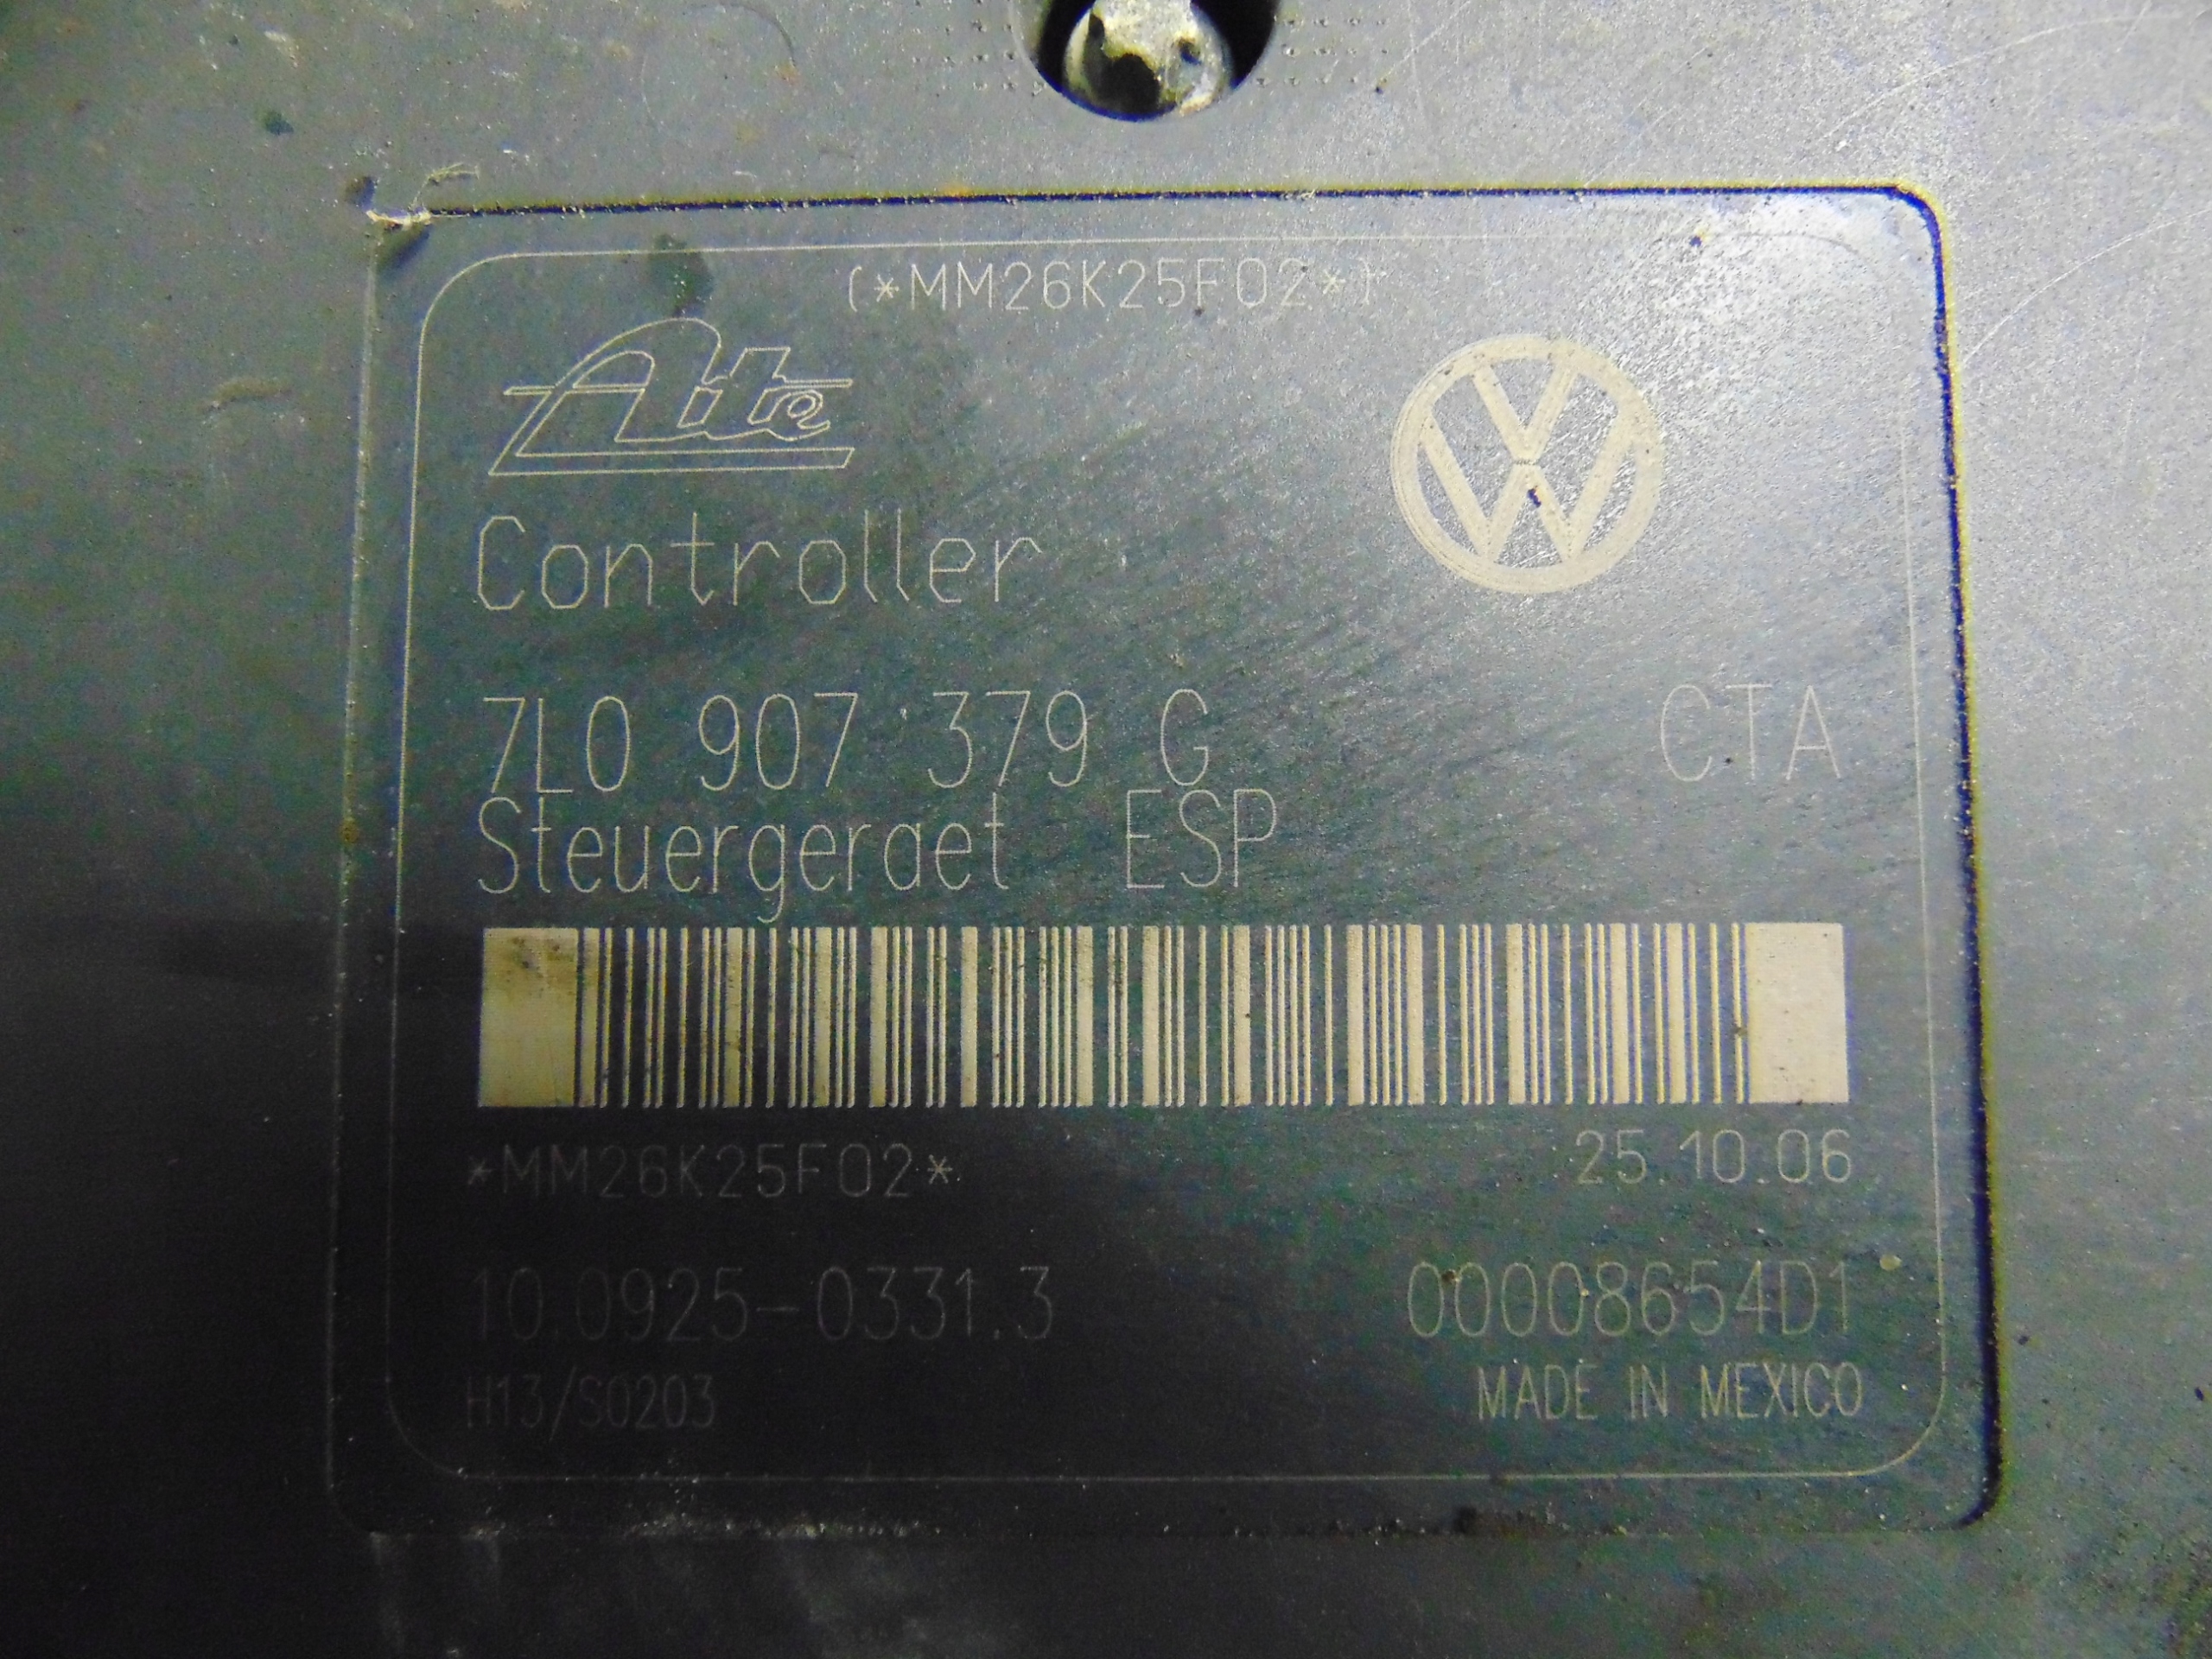 (*MM26K25F02*)
Ate
VW
Controller
7L0 907 379 G CTA
Steuergeraet ESP
*MM26K25F02* 25.10.06
10.0925-0331.3 00008654D1
H13/S0203 MADE IN MEXICO